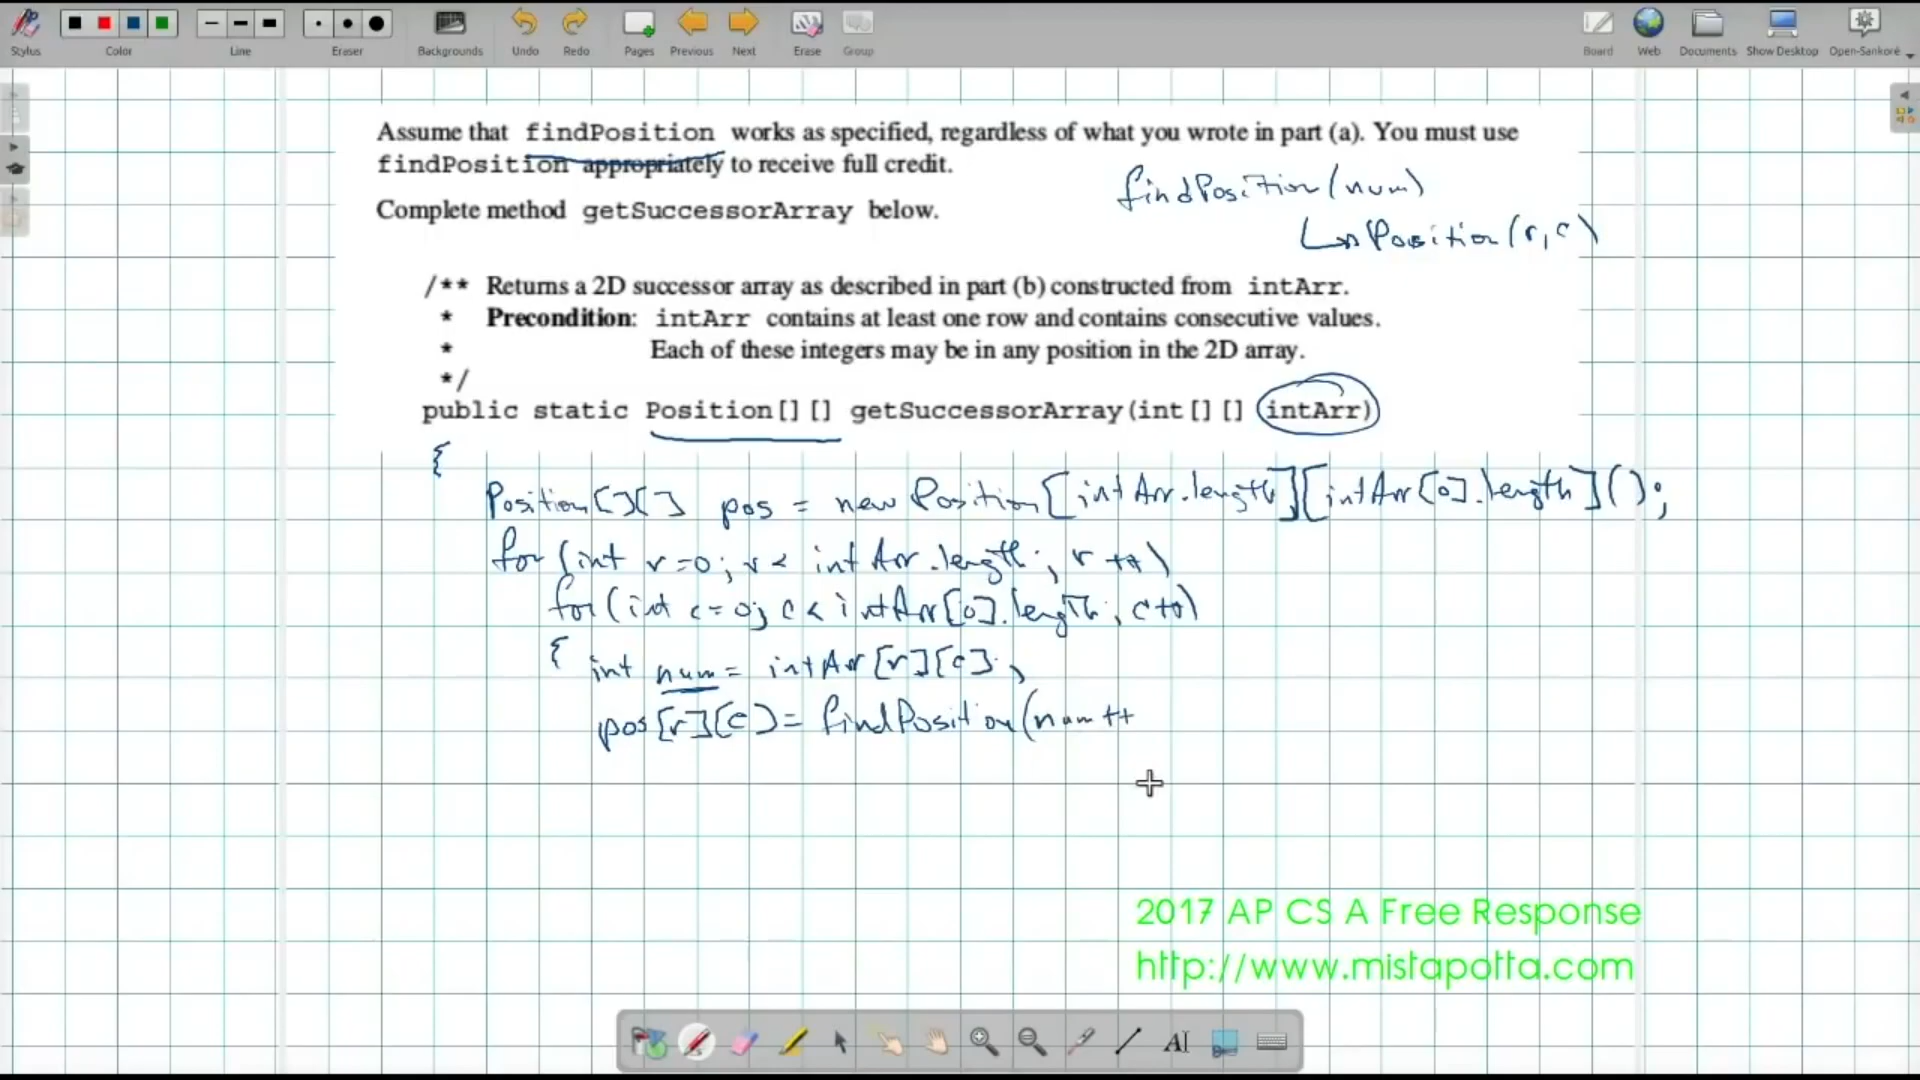 Stylus Color Line Eraser Backgrounds Undo Redo Pages Previous Next Erase Group Board Web Documents Show Desktop Open-Sankoré
Assume that findPosition works as specified, regardless of what you wrote in part (a). You must use
findPosition appropriately to receive full credit.
findPosition(num)
Complete method getSuccessorArray below.
Position(r,c)
/** Returns a 2D successor array as described in part (b) constructed from intArr.
* Precondition: intArr contains at least one row and contains consecutive values.
* Each of these integers may be in any position in the 2D array.
*/
public static Position[][] getSuccessorArray(int[][] intArr)
{
Position[][] pos = new Position[intArr.length][intArr[0].length]();
for (int r=0; r< intArr.length; r++)
for (int c=0; c< intArr[0].length; c++)
{ int num = intArr[r][c];
pos[r][c] = findPosition(num++
2017 AP CS A Free Response
http://www.mistapotta.com
AI